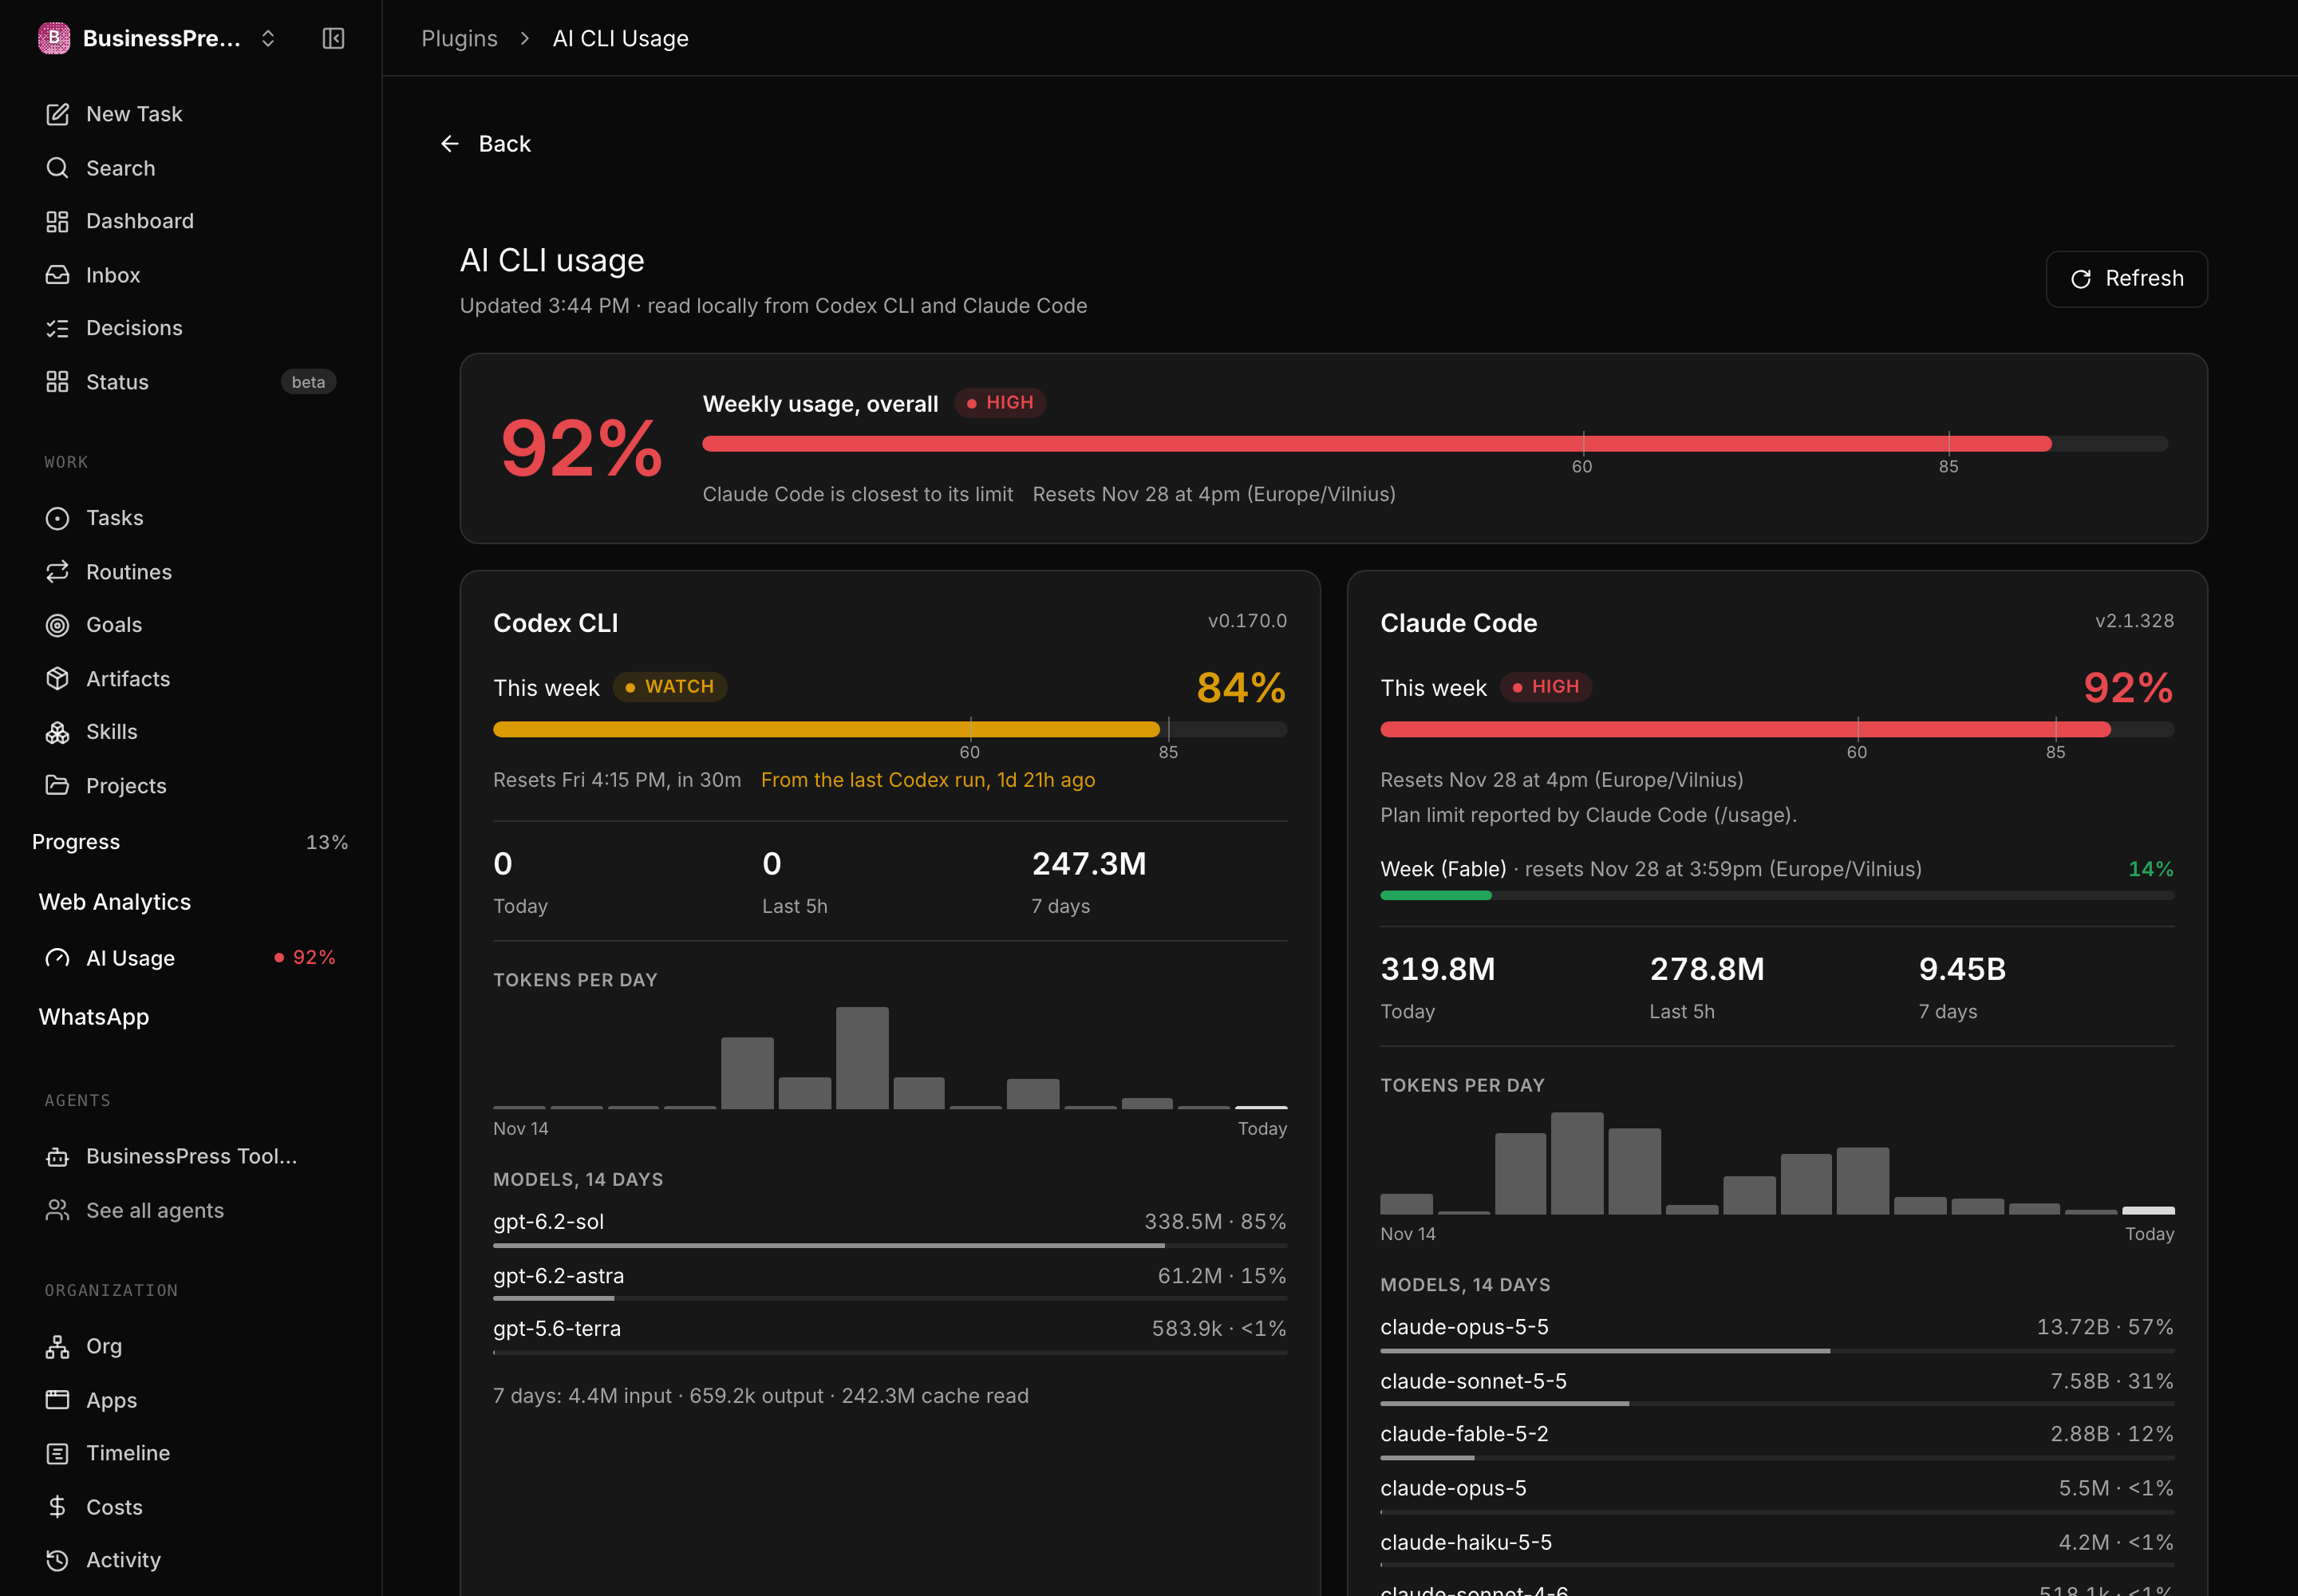 B BusinessPre...
New Task
Search
Dashboard
Inbox
Decisions
Status beta
WORK
Tasks
Routines
Goals
Artifacts
Skills
Projects
Progress 13%
Web Analytics
AI Usage 92%
WhatsApp
AGENTS
BusinessPress Tool...
See all agents
ORGANIZATION
Org
Apps
Timeline
Costs
Activity
Plugins > AI CLI Usage
Back
AI CLI usage
Updated 3:44 PM · read locally from Codex CLI and Claude Code
Refresh
92%
Weekly usage, overall HIGH
60 85
Claude Code is closest to its limit Resets Nov 28 at 4pm (Europe/Vilnius)
Codex CLI v0.170.0
This week WATCH 84%
60 85
Resets Fri 4:15 PM, in 30m From the last Codex run, 1d 21h ago
0 0 247.3M
Today Last 5h 7 days
TOKENS PER DAY
Nov 14 Today
MODELS, 14 DAYS
gpt-6.2-sol 338.5M · 85%
gpt-6.2-astra 61.2M · 15%
gpt-5.6-terra 583.9k · <1%
7 days: 4.4M input · 659.2k output · 242.3M cache read
Claude Code v2.1.328
This week HIGH 92%
60 85
Resets Nov 28 at 4pm (Europe/Vilnius)
Plan limit reported by Claude Code (/usage).
Week (Fable) · resets Nov 28 at 3:59pm (Europe/Vilnius) 14%
319.8M 278.8M 9.45B
Today Last 5h 7 days
TOKENS PER DAY
Nov 14 Today
MODELS, 14 DAYS
claude-opus-5-5 13.72B · 57%
claude-sonnet-5-5 7.58B · 31%
claude-fable-5-2 2.88B · 12%
claude-opus-5 5.5M · <1%
claude-haiku-5-5 4.2M · <1%
claude-sonnet-4-6 518.1k · <1%